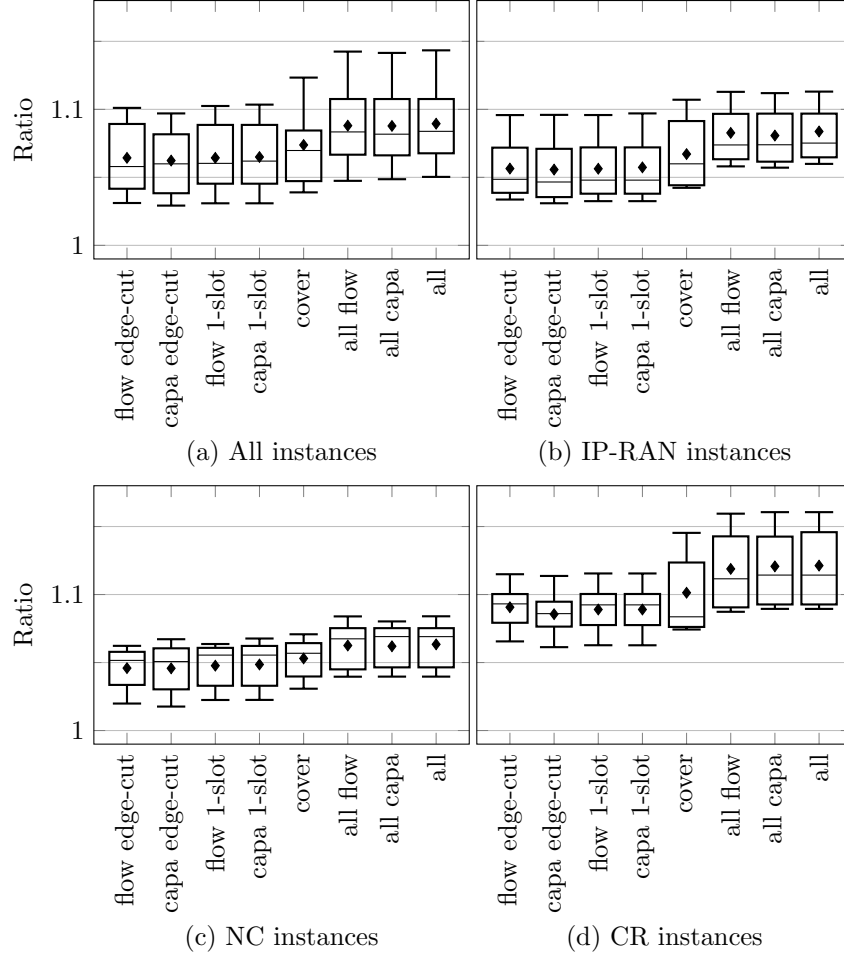 Ratio
1.1
1
flow edge-cut
capa edge-cut
flow 1-slot
capa 1-slot
cover
all flow
all capa
all
flow edge-cut
capa edge-cut
flow 1-slot
capa 1-slot
cover
all flow
all capa
all
(a) All instances
(b) IP-RAN instances
Ratio
1.1
1
flow edge-cut
capa edge-cut
flow 1-slot
capa 1-slot
cover
all flow
all capa
all
flow edge-cut
capa edge-cut
flow 1-slot
capa 1-slot
cover
all flow
all capa
all
(c) NC instances
(d) CR instances